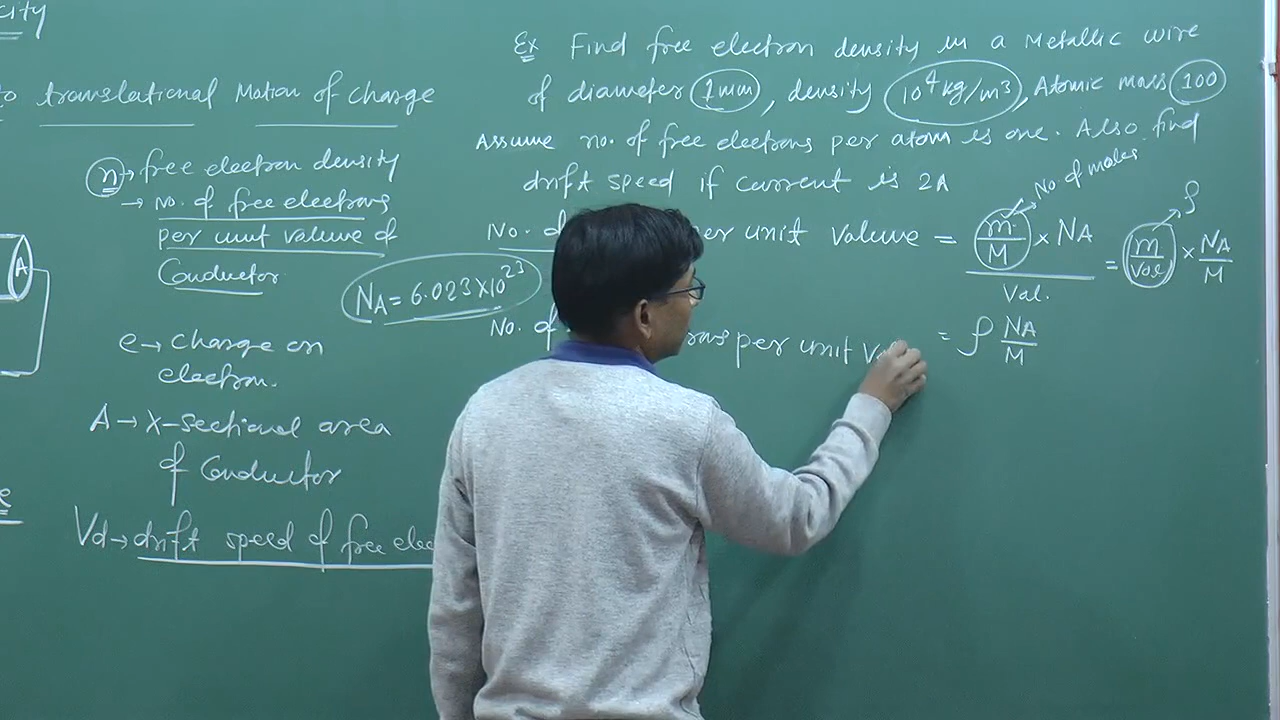 city
to translational Motion of charge
n → free electron density
→ No. of free electrons
per unit volume of
Conductor
A
e → charge on
electron.
A → X-sectional area
of Conductor
Vd → drift speed of free elec
e
Ex Find free electron density in a Metallic wire
of diameter 1mm, density 10⁴ kg/m³, Atomic mass 100
Assume no. of free electrons per atom is one. Also find
drift speed if current is 2A
No. of moles
No. of per unit Volume = m/M × NA / Vol. = m/Vol × NA/M
ρ
NA = 6.023×10²³
No. of per unit Vo = ρ NA/M